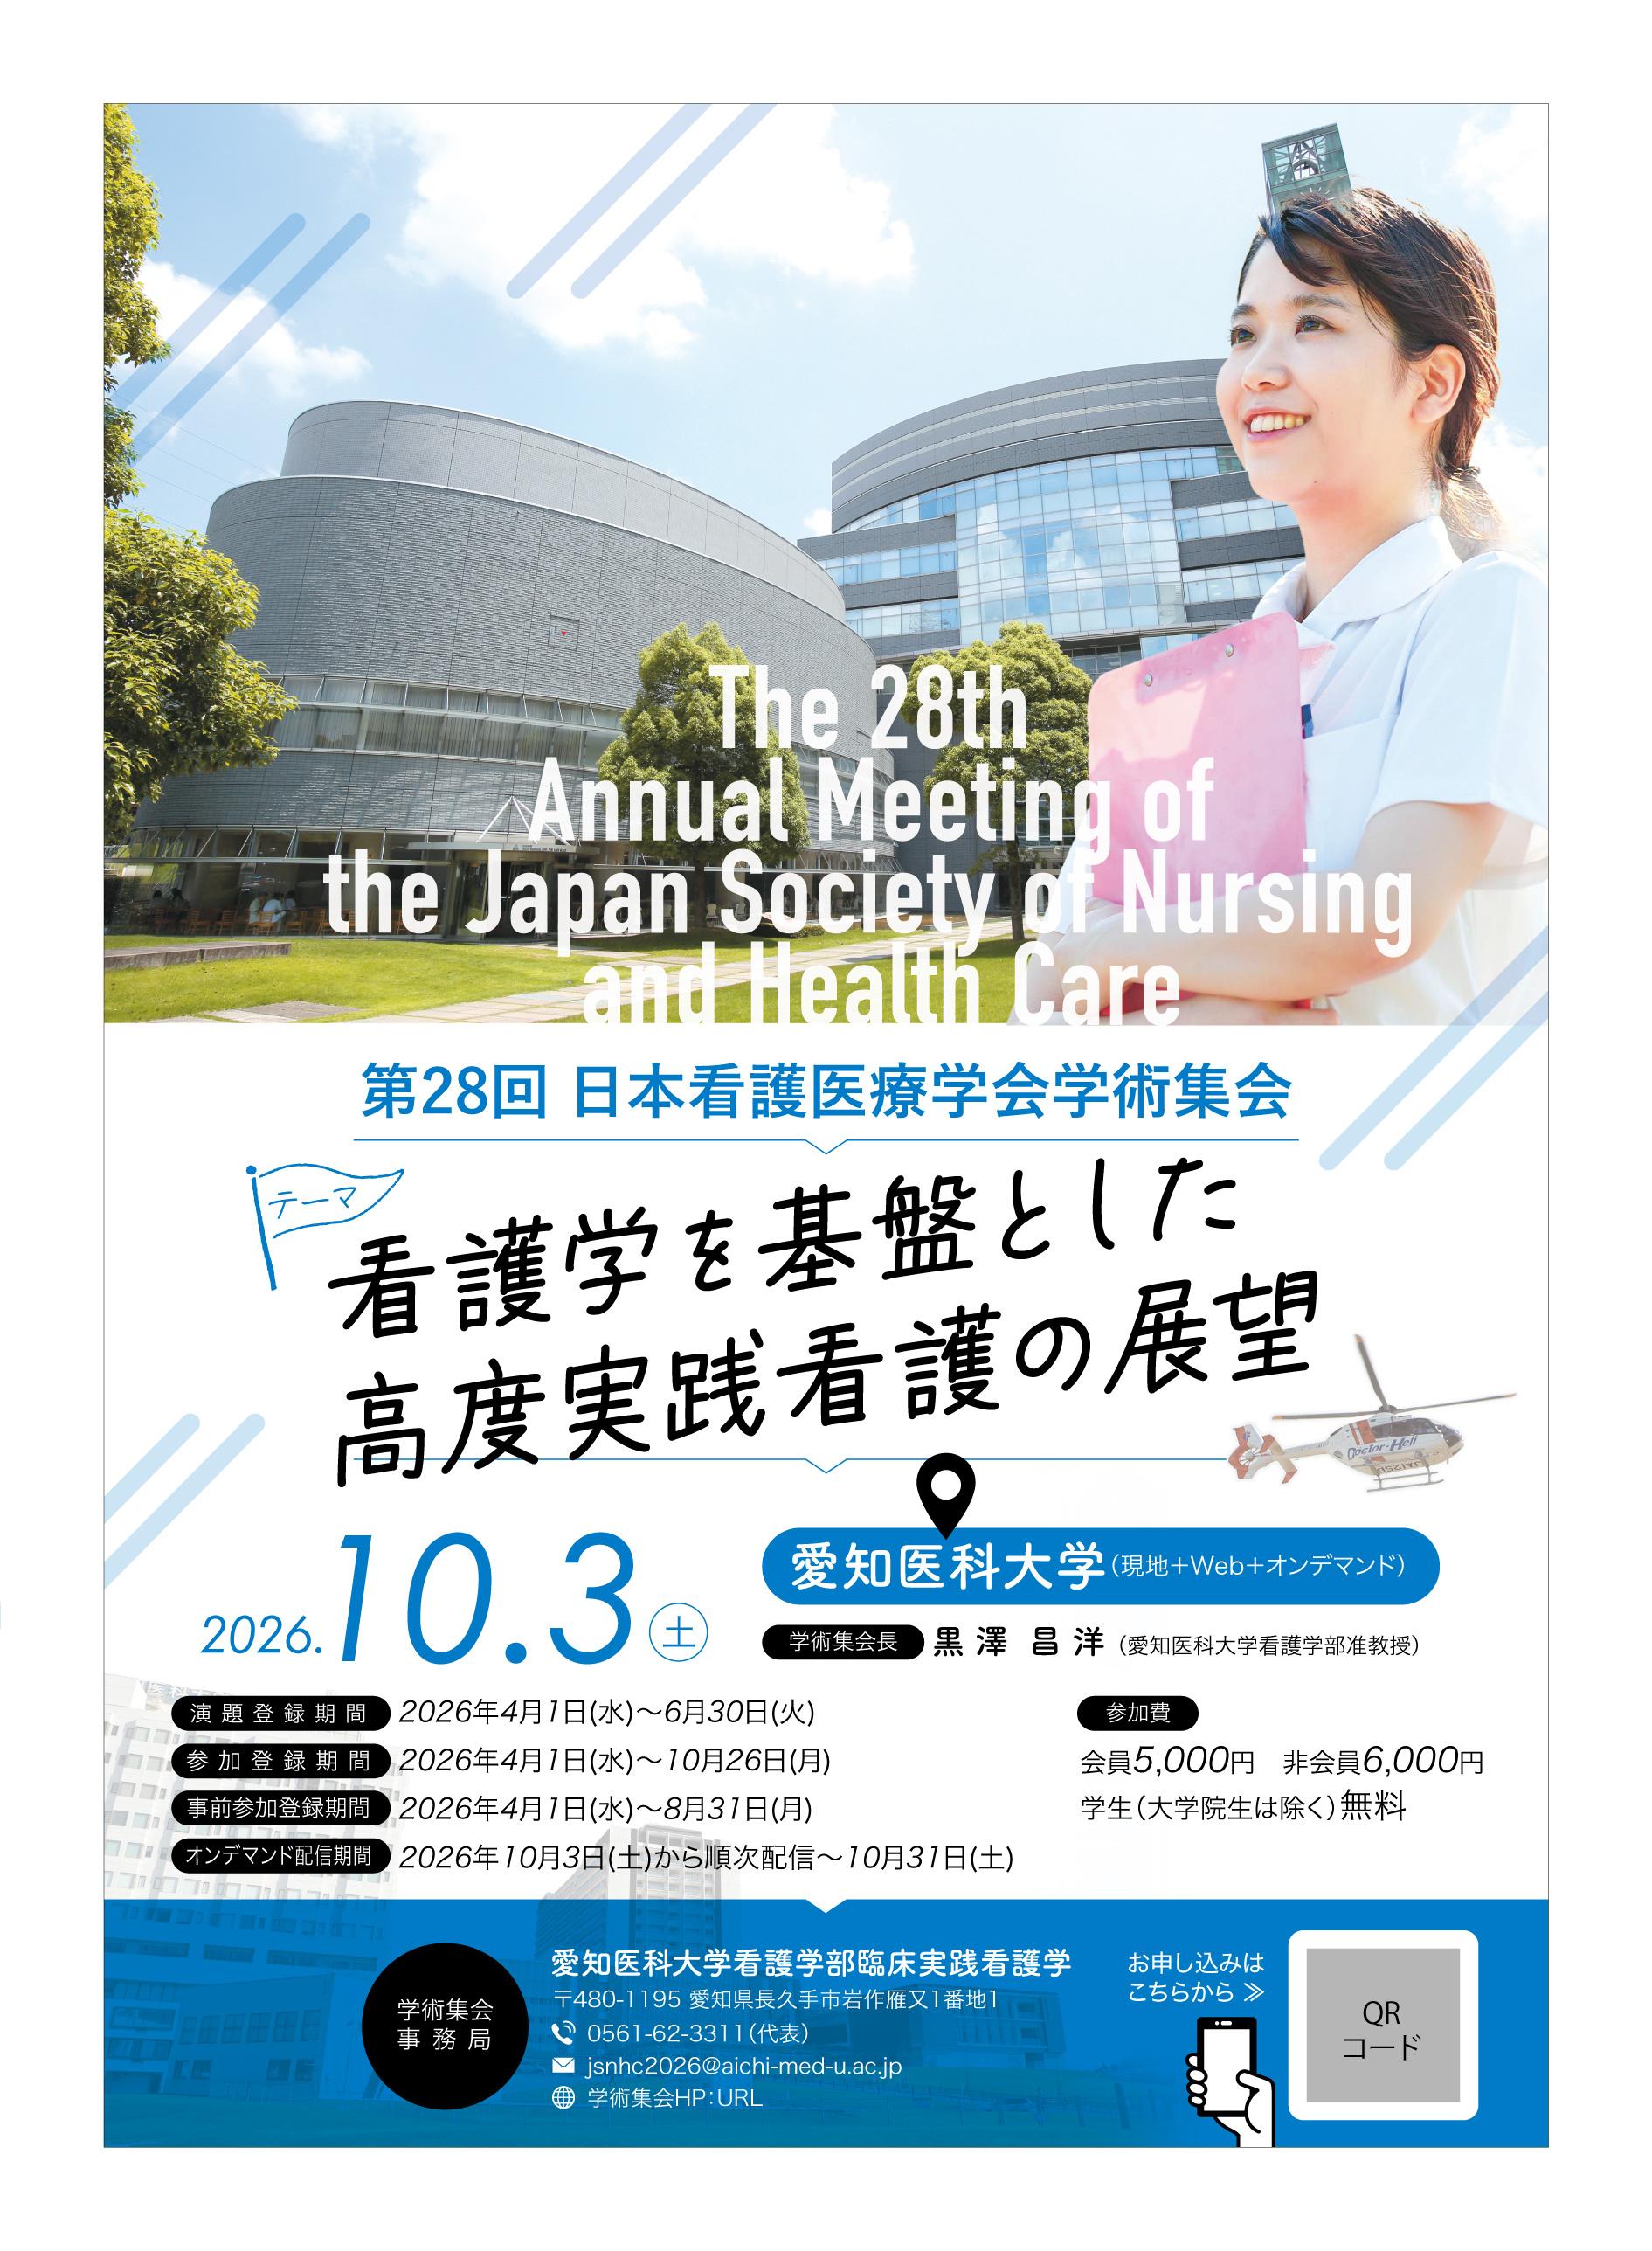 The 28th
Annual Meeting of
the Japan Society of Nursing
and Health Care
第28回 日本看護医療学会学術集会
テーマ
看護学を基盤とした
高度実践看護の展望
Doctor-Heli
2026.10.3 土
愛知医科大学(現地+Web+オンデマンド)
学術集会長 黒澤 昌洋 (愛知医科大学看護学部准教授)
演題登録期間 2026年4月1日(水)～6月30日(火)
参加登録期間 2026年4月1日(水)～10月26日(月)
事前参加登録期間 2026年4月1日(水)～8月31日(月)
オンデマンド配信期間 2026年10月3日(土)から順次配信～10月31日(土)
参加費
会員5,000円 非会員6,000円
学生(大学院生は除く)無料
学術集会
事務局
愛知医科大学看護学部臨床実践看護学
〒480-1195 愛知県長久手市岩作雁又1番地1
0561-62-3311(代表)
jsnhc2026@aichi-med-u.ac.jp
学術集会HP:URL
お申し込みは
こちらから ≫
QR
コード